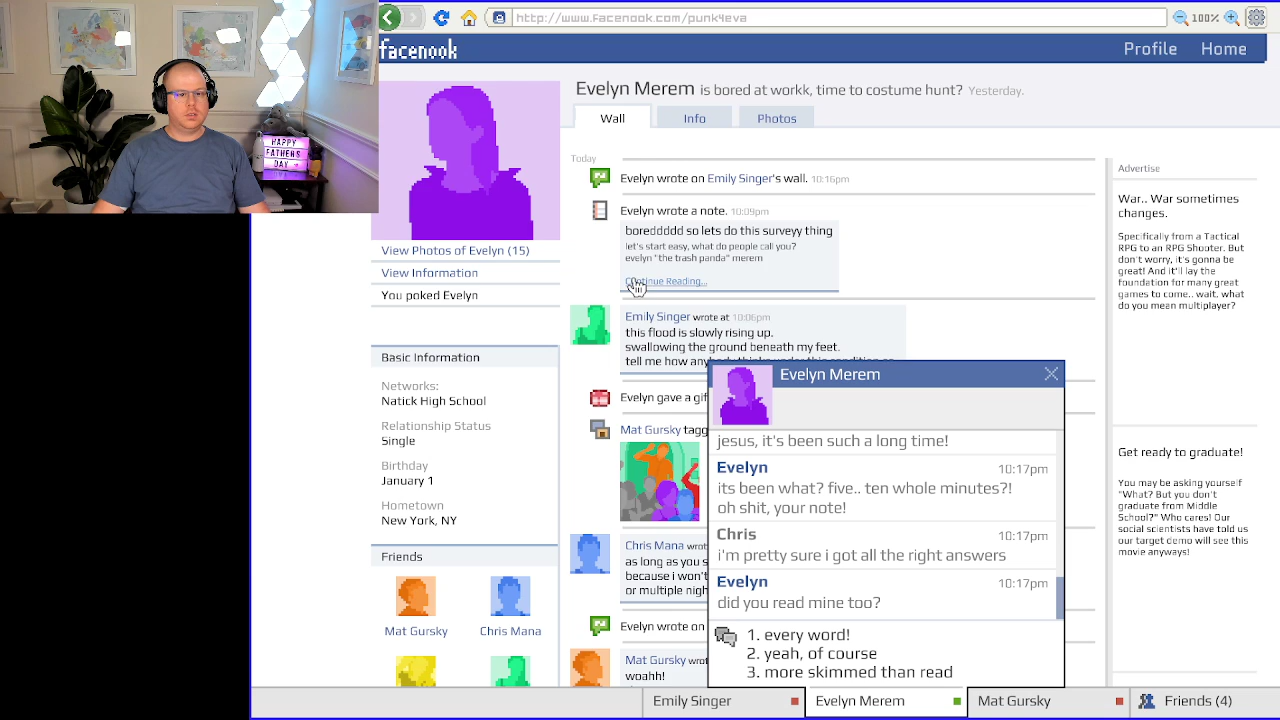 http://www.facenook.com/punk4eva
100%
facenook
Profile
Home
HAPPY
FATHERS
DAY
Evelyn Merem is bored at workk, time to costume hunt? Yesterday.
Wall
Info
Photos
Today
Evelyn wrote on Emily Singer's wall. 10:16pm
Evelyn wrote a note. 10:09pm
boreddddd so lets do this surveyy thing
let's start easy, what do people call you?
evelyn "the trash panda" merem
Continue Reading...
Emily Singer wrote at 10:06pm
this flood is slowly rising up.
swallowing the ground beneath my feet.
tell me how anybody thinks under this condition so
Evelyn gave a gif
Mat Gursky tagg
Chris Mana wrot
as long as you s
because i won't
or multiple nigh
Evelyn wrote on
Mat Gursky wrot
woahh!
View Photos of Evelyn (15)
View Information
You poked Evelyn
Basic Information
Networks:
Natick High School
Relationship Status
Single
Birthday
January 1
Hometown
New York, NY
Friends
Mat Gursky
Chris Mana
Evelyn Merem
jesus, it's been such a long time!
Evelyn 10:17pm
its been what? five.. ten whole minutes?!
oh shit, your note!
Chris 10:17pm
i'm pretty sure i got all the right answers
Evelyn 10:17pm
did you read mine too?
1. every word!
2. yeah, of course
3. more skimmed than read
Advertise
War.. War sometimes
changes.
Specifically from a Tactical
RPG to an RPG Shooter. But
don't worry, it's gonna be
great! And it'll lay the
foundation for many great
games to come.. wait, what
do you mean multiplayer?
Get ready to graduate!
You may be asking yourself
"What? But you don't
graduate from Middle
School?" Who cares! Our
social scientists have told us
our target demo will see this
movie anyways!
Emily Singer
Evelyn Merem
Mat Gursky
Friends (4)